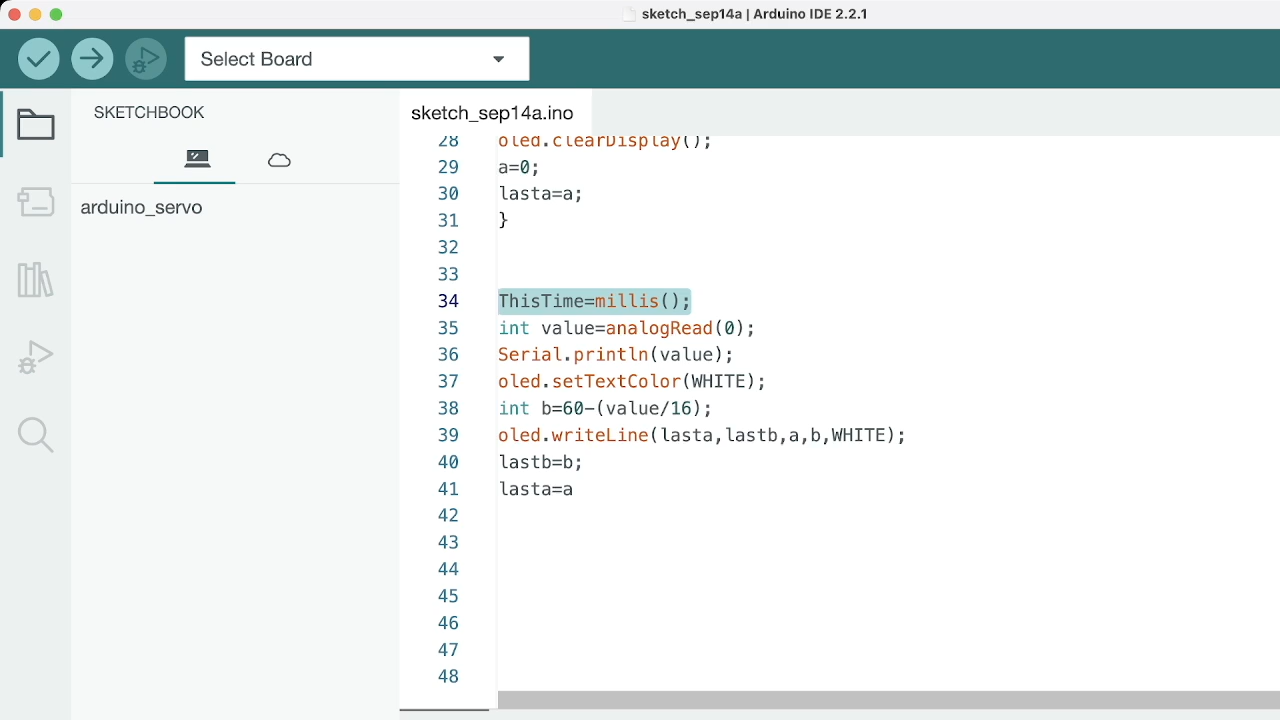 sketch_sep14a | Arduino IDE 2.2.1
Select Board
SKETCHBOOK
arduino_servo
sketch_sep14a.ino
28 oled.clearDisplay();
29 a=0;
30 lasta=a;
31 }
32
33
34 ThisTime=millis();
35 int value=analogRead(0);
36 Serial.println(value);
37 oled.setTextColor(WHITE);
38 int b=60-(value/16);
39 oled.writeLine(lasta,lastb,a,b,WHITE);
40 lastb=b;
41 lasta=a
42
43
44
45
46
47
48